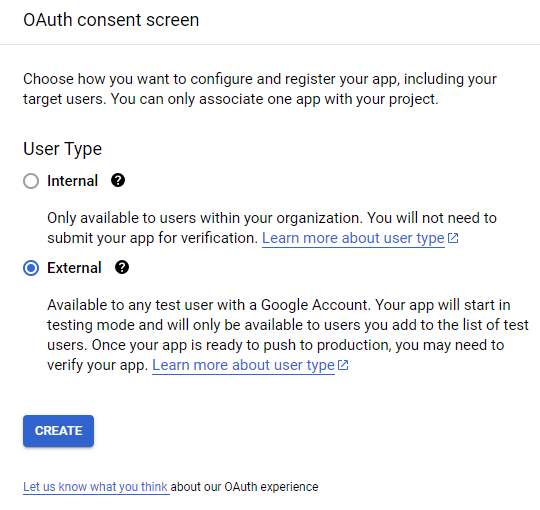 OAuth consent screen
Choose how you want to configure and register your app, including your
target users. You can only associate one app with your project.
User Type
Internal ?
Only available to users within your organization. You will not need to
submit your app for verification. Learn more about user type
External ?
Available to any test user with a Google Account. Your app will start in
testing mode and will only be available to users you add to the list of test
users. Once your app is ready to push to production, you may need to
verify your app. Learn more about user type
CREATE
Let us know what you think about our OAuth experience